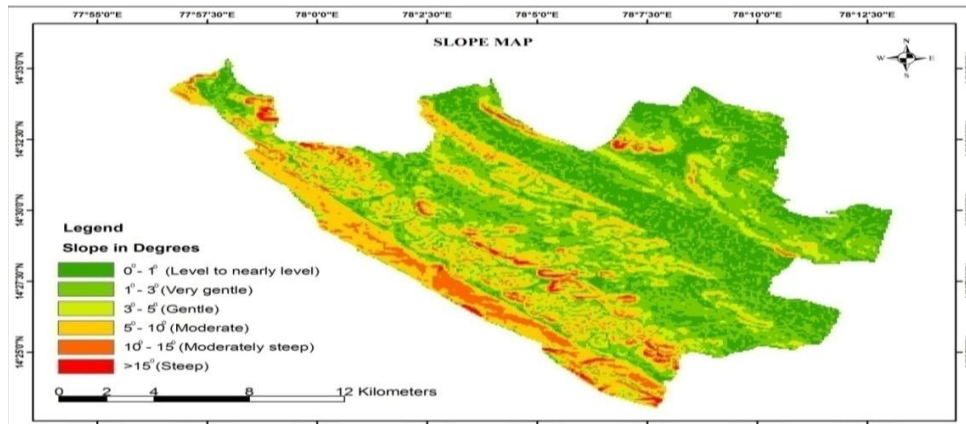 77°55'0"E 77°57'30"E 78°0'0"E 78°2'30"E 78°5'0"E 78°7'30"E 78°10'0"E 78°12'30"E
SLOPE MAP
N
W E
S
14°35'0"N
14°32'30"N
14°30'0"N
14°27'30"N
14°25'0"N
Legend
Slope in Degrees
0°- 1° (Level to nearly level)
1°- 3° (Very gentle)
3°- 5° (Gentle)
5°- 10° (Moderate)
10°- 15° (Moderately steep)
>15° (Steep)
0 2 4 8 12 Kilometers